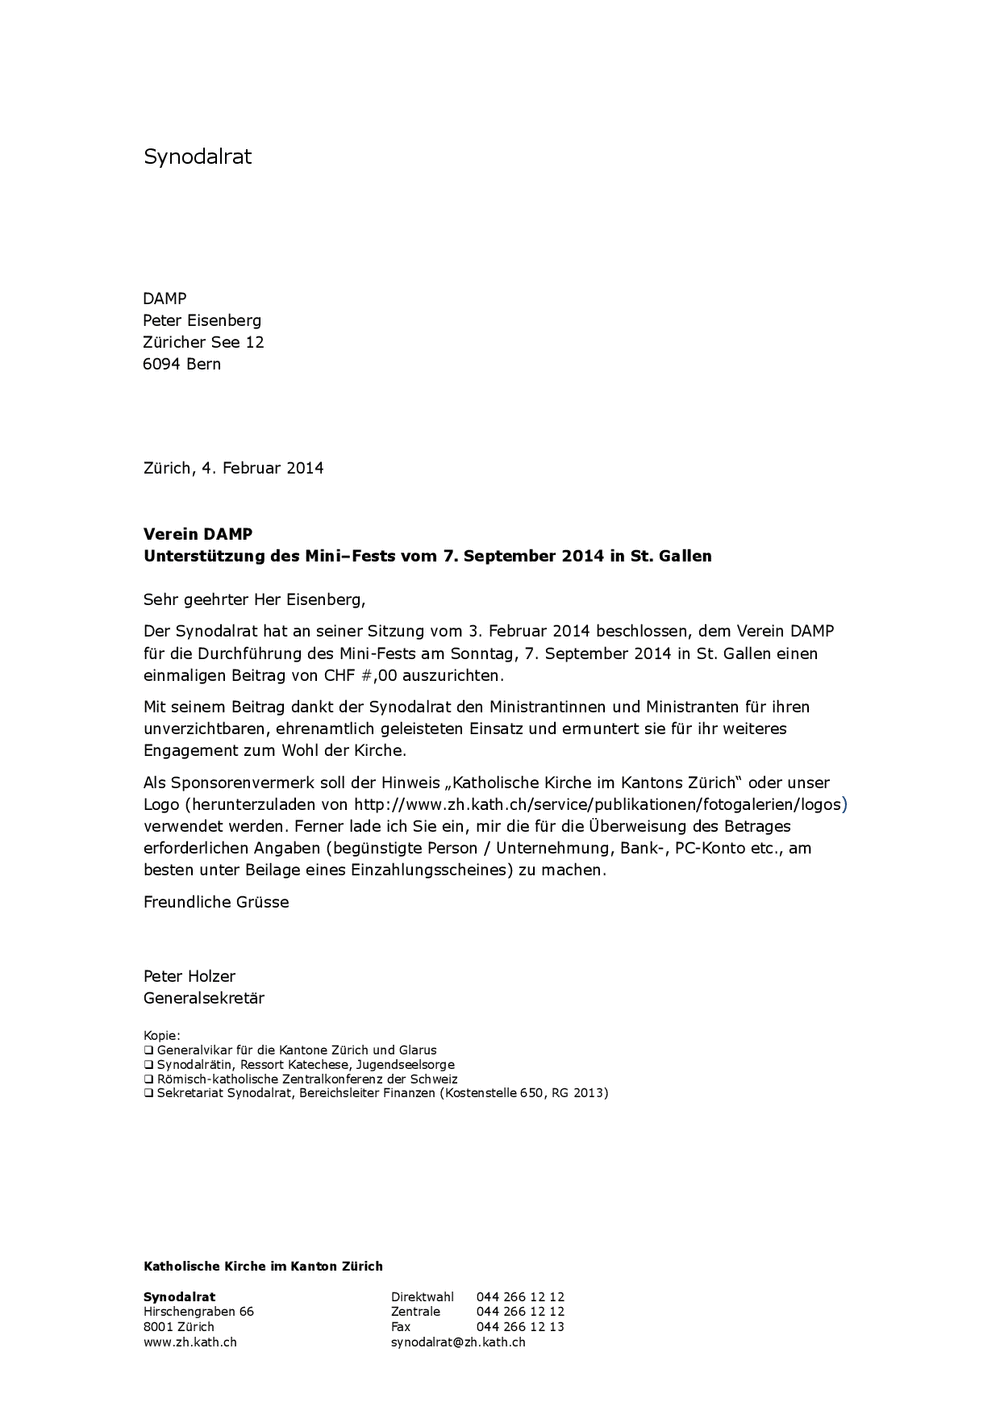 Synodalrat
DAMP
Peter Eisenberg
Züricher See 12
6094 Bern
Zürich, 4. Februar 2014
Verein DAMP
Unterstützung des Mini–Fests vom 7. September 2014 in St. Gallen
Sehr geehrter Her Eisenberg,
Der Synodalrat hat an seiner Sitzung vom 3. Februar 2014 beschlossen, dem Verein DAMP
für die Durchführung des Mini-Fests am Sonntag, 7. September 2014 in St. Gallen einen
einmaligen Beitrag von CHF #,00 auszurichten.
Mit seinem Beitrag dankt der Synodalrat den Ministrantinnen und Ministranten für ihren
unverzichtbaren, ehrenamtlich geleisteten Einsatz und ermuntert sie für ihr weiteres
Engagement zum Wohl der Kirche.
Als Sponsorenvermerk soll der Hinweis „Katholische Kirche im Kantons Zürich“ oder unser
Logo (herunterzuladen von http://www.zh.kath.ch/service/publikationen/fotogalerien/logos)
verwendet werden. Ferner lade ich Sie ein, mir die für die Überweisung des Betrages
erforderlichen Angaben (begünstigte Person / Unternehmung, Bank-, PC-Konto etc., am
besten unter Beilage eines Einzahlungsscheines) zu machen.
Freundliche Grüsse
Peter Holzer
Generalsekretär
Kopie:
❑ Generalvikar für die Kantone Zürich und Glarus
❑ Synodalrätin, Ressort Katechese, Jugendseelsorge
❑ Römisch-katholische Zentralkonferenz der Schweiz
❑ Sekretariat Synodalrat, Bereichsleiter Finanzen (Kostenstelle 650, RG 2013)
Katholische Kirche im Kanton Zürich
Synodalrat Direktwahl 044 266 12 12
Hirschengraben 66 Zentrale 044 266 12 12
8001 Zürich Fax 044 266 12 13
www.zh.kath.ch synodalrat@zh.kath.ch